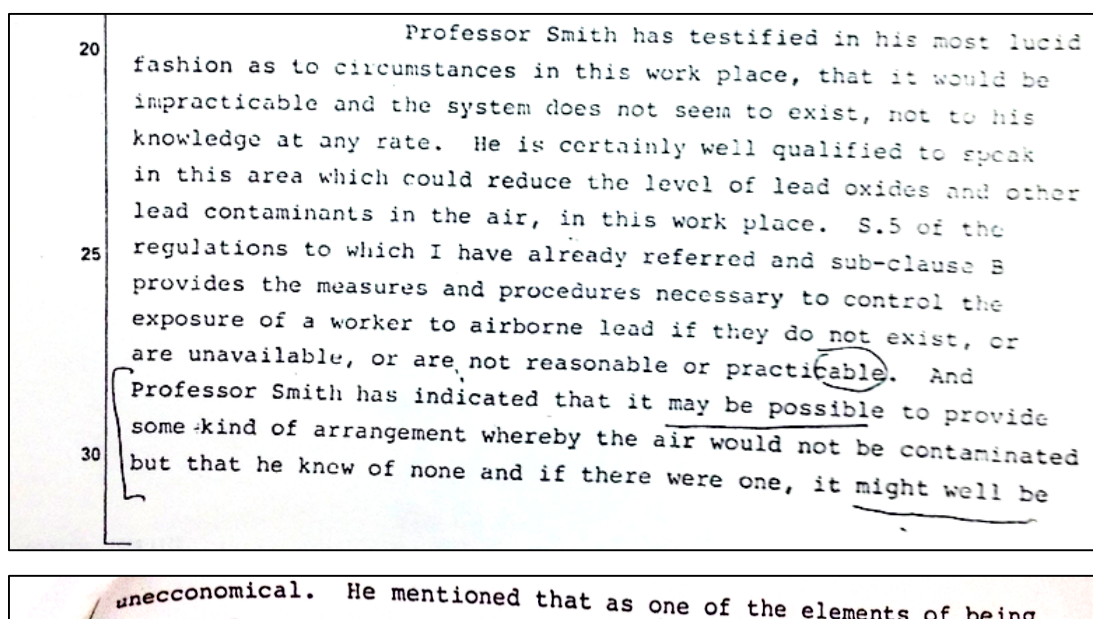 20 Professor Smith has testified in his most lucid
fashion as to circumstances in this work place, that it would be
impracticable and the system does not seem to exist, not to his
knowledge at any rate. He is certainly well qualified to speak
in this area which could reduce the level of lead oxides and other
lead contaminants in the air, in this work place. S.5 of the
25 regulations to which I have already referred and sub-clause B
provides the measures and procedures necessary to control the
exposure of a worker to airborne lead if they do not exist, or
are unavailable, or are not reasonable or practicable. And
Professor Smith has indicated that it may be possible to provide
some kind of arrangement whereby the air would not be contaminated
30 but that he knew of none and if there were one, it might well be
unecconomical. He mentioned that as one of the elements of being